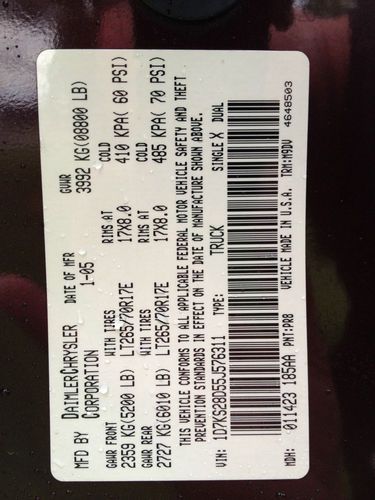 MFD BY DAIMLERCHRYSLER CORPORATION DATE OF MFR 1-05 GVWR 3992 KG(08800 LB)
GAWR FRONT WITH TIRES RIMS AT COLD
2359 KG(5200 LB) LT265/70R17E 17X8.0 410 KPA( 60 PSI)
GAWR REAR WITH TIRES RIMS AT COLD
2727 KG(6010 LB) LT265/70R17E 17X8.0 485 KPA( 70 PSI)
THIS VEHICLE CONFORMS TO ALL APPLICABLE FEDERAL MOTOR VEHICLE SAFETY AND THEFT
STANDARDS IN EFFECT ON THE DATE OF MANUFACTURE SHOWN ABOVE.
VIN: 1D7KS28D55J576311 TYPE: TRUCK SINGLE X DUAL
MDH: 011423 185AA PNT:PR8 VEHICLE MADE IN U.S.A. TRM:M9DV
4648503